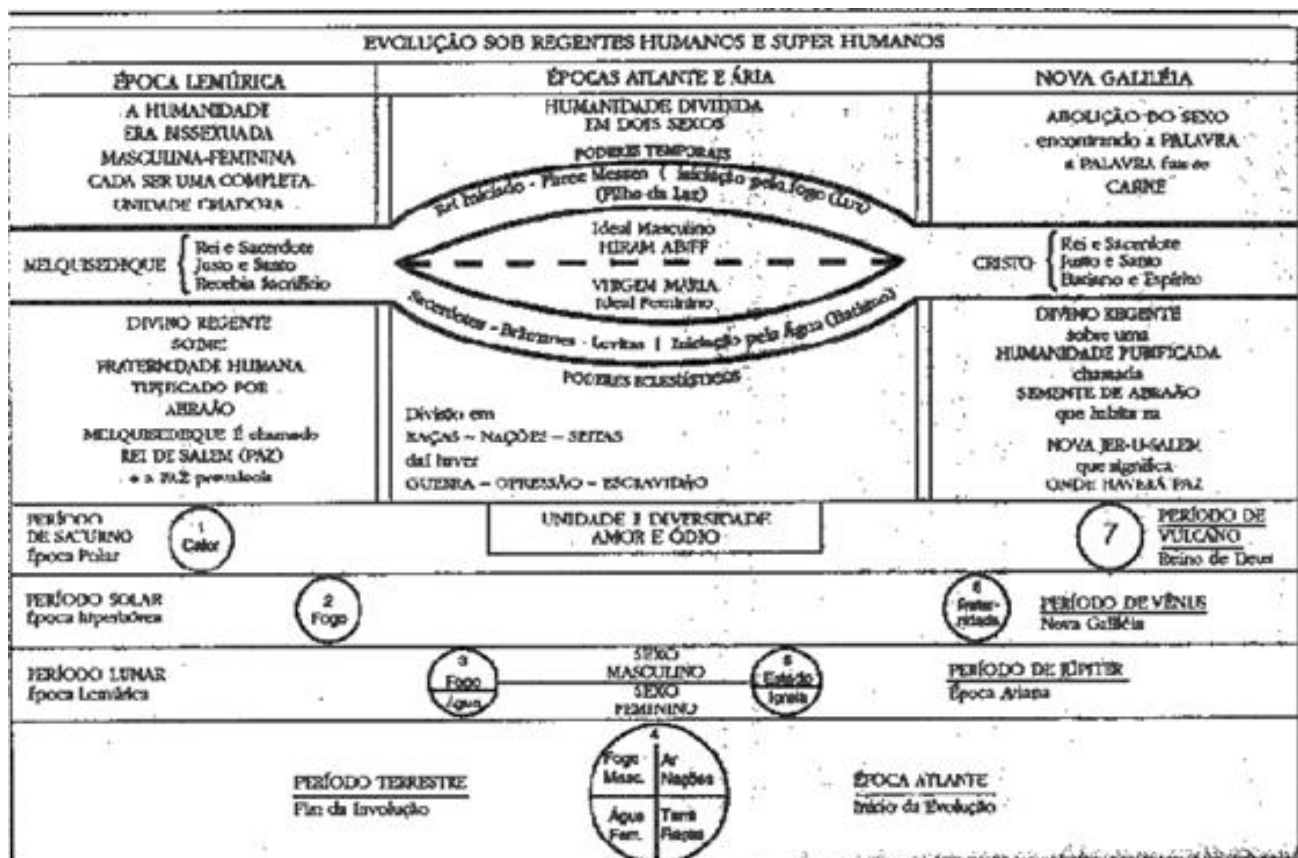 EVOLUÇÃO SOB REGENTES HUMANOS E SUPER HUMANOS
ÉPOCA LEMÚRICA
A HUMANIDADE
ERA BISSEXUADA
MASCULINA-FEMININA
CADA SER UMA COMPLETA
UNIDADE CRIADORA
ÉPOCAS ATLANTE E ÁRIA
HUMANIDADE DIVIDIDA
EM DOIS SEXOS
PODERES TEMPORAIS
Rei Iniciado - Phree Messen ( Iniciação pela fogo (Luz)
(Filho da Luz)
Ideal Masculino
HIRAM ABIFF
VIRGEM MARIA
Ideal Feminino
Sacerdotes - Brâmanes - Levitas ( Iniciação pela Água (Batismo)
PODERES ECLESIÁSTICOS
NOVA GALILÉIA
ABOLIÇÃO DO SEXO
encontrando a PALAVRA
a PALAVRA faz-se
CARNE
MELQUISEDEQUE
Rei e Sacerdote
Justo e Santo
Recebia Sacrifício
CRISTO
Rei e Sacerdote
Justo e Santo
e Espírito
DIVINO REGENTE
SOBRE
FRATERNIDADE HUMANA
TIPIFICADO POR
ABRAÃO
MELQUISEDEQUE É chamado
REI DE SALEM (PAZ)
e a PAZ prevalecia
Divisão em
RAÇAS – NAÇÕES – SEITAS
daí haver
GUERRA – OPRESSÃO – ESCRAVIDÃO
DIVINO REGENTE
sobre uma
HUMANIDADE PURIFICADA
chamada
SEMENTE DE ABRAÃO
que habita na
NOVA JER-U-SALEM
que significa
ONDE HAVERÁ PAZ
PERÍODO
DE SATURNO
Época Polar
1
Calor
UNIDADE E DIVERSIDADE
AMOR E ÓDIO
7
PERÍODO DE
VULCANO
Reino de Deus
PERÍODO SOLAR
Época Hiperbórea
2
Fogo
6
Frater-
nidade
PERÍODO DE VÊNUS
Nova Galiléia
PERÍODO LUNAR
Época Lemúrica
3
Fogo
Água
SEXO
MASCULINO
SEXO
FEMININO
5
Estado
Igreja
PERÍODO DE JÚPITER
Época Ariana
PERÍODO TERRESTRE
Fim da Involução
4
Fogo Masc.
Ar Nações
Água Fem.
Terra Raças
ÉPOCA ATLANTE
Início da Evolução